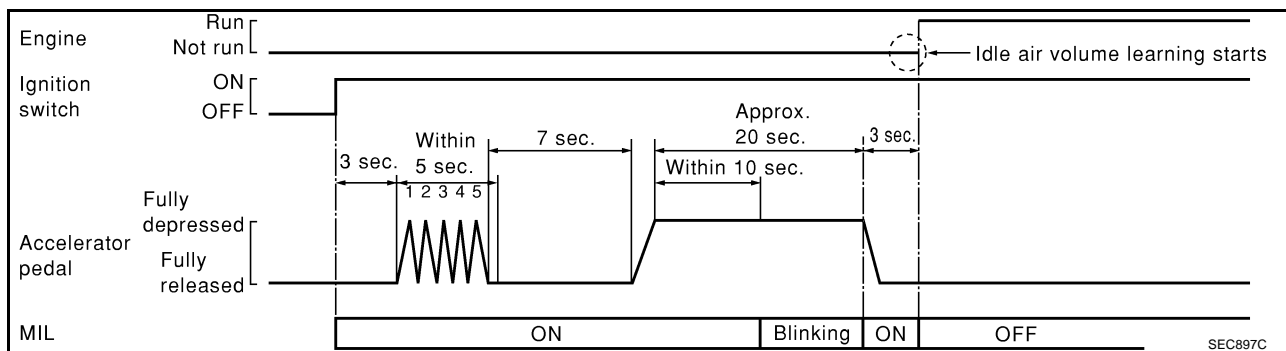 Engine
Run
Not run
Idle air volume learning starts
Ignition
switch
ON
OFF
3 sec.
Within
5 sec.
1 2 3 4 5
7 sec.
Approx.
20 sec.
Within 10 sec.
3 sec.
Accelerator
pedal
Fully
depressed
Fully
released
MIL
ON
Blinking
ON
OFF
SEC897C